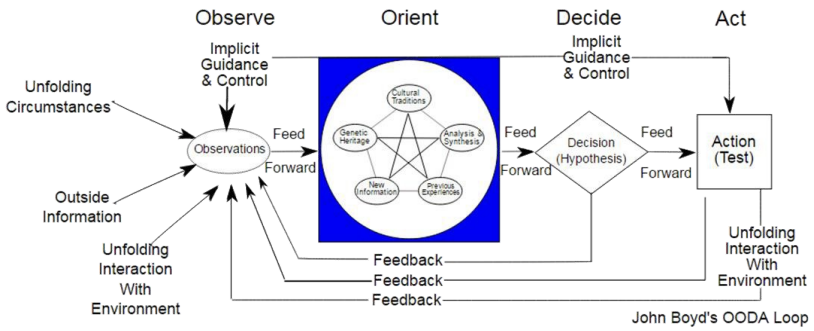 Observe
Orient
Decide
Act
Implicit
Guidance
& Control
Implicit
Guidance
& Control
Unfolding
Circumstances
Observations
Feed
Forward
Cultural
Traditions
Genetic
Heritage
Analysis &
Synthesis
New
Information
Previous
Experiences
Feed
Forward
Decision
(Hypothesis)
Feed
Forward
Action
(Test)
Outside
Information
Unfolding
Interaction
With
Environment
Unfolding
Interaction
With
Environment
Feedback
Feedback
Feedback
John Boyd's OODA Loop